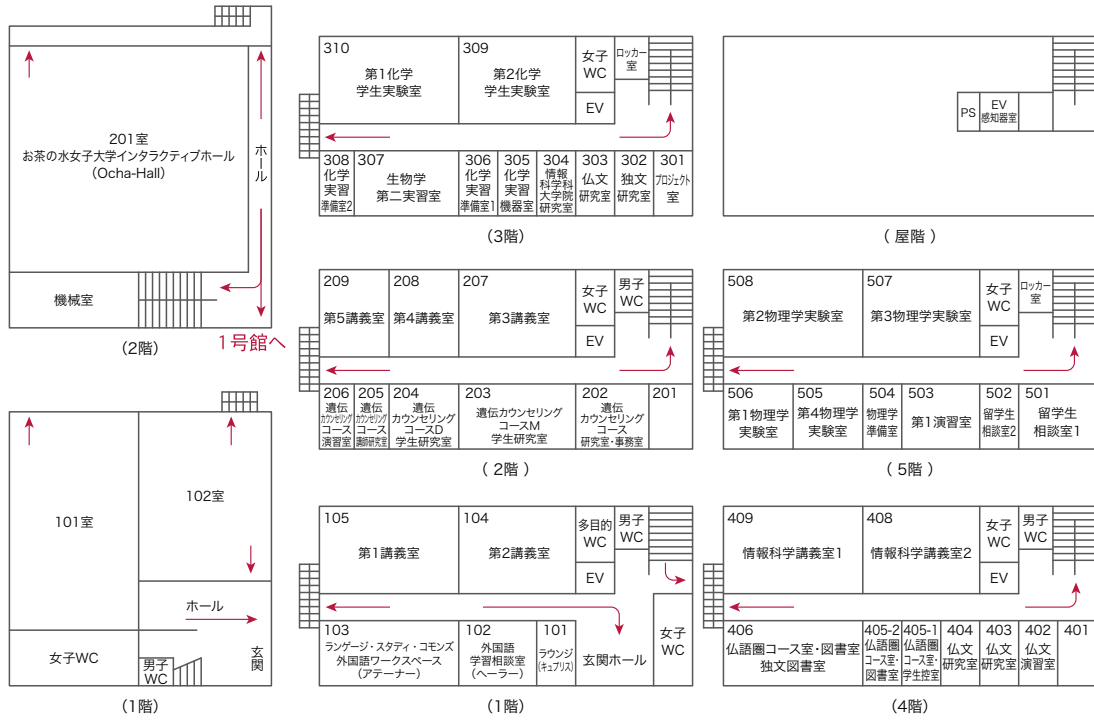 201室
お茶の水女子大学インタラクティブホール
（Ocha-Hall）
ホール
機械室
（2階）
1号館へ
101室
102室
ホール
女子WC
男子
WC
玄関
（1階）
310
第1化学
学生実験室
309
第2化学
学生実験室
女子
WC
ロッカー
室
EV
308
化学
実習
準備室2
307
生物学
第二実習室
306
化学
実習
準備室1
305
化学
実習
機器室
304
情報
科学科
大学院
研究室
303
仏文
研究室
302
独文
研究室
301
プロジェクト
室
（3階）
209
第5講義室
208
第4講義室
207
第3講義室
女子
WC
男子
WC
EV
206
遺伝
カウンセリング
コース
演習室
205
遺伝
カウンセリング
コース
講師研究室
204
遺伝
カウンセリング
コースD
学生研究室
203
遺伝カウンセリング
コースM
学生研究室
202
遺伝
カウンセリング
コース
研究室・事務室
201
（ 2階 ）
105
第1講義室
104
第2講義室
多目的
WC
男子
WC
EV
103
ランゲージ・スタディ・コモンズ
外国語ワークスペース
（アテーナー）
102
外国語
学習相談室
（ヘーラー）
101
ラウンジ
（キュプリス）
玄関ホール
女子
WC
（1階）
PS
EV
感知器室
（ 屋階 ）
508
第2物理学実験室
507
第3物理学実験室
女子
WC
ロッカー
室
EV
506
第1物理学
実験室
505
第4物理学
実験室
504
物理学
準備室
503
第1演習室
502
留学生
相談室2
501
留学生
相談室1
（ 5階 ）
409
情報科学講義室1
408
情報科学講義室2
女子
WC
男子
WC
EV
406
仏語圏コース室・図書室
独文図書室
405-2
仏語圏
コース室・
図書室
405-1
仏語圏
コース室・
学生控室
404
仏文
研究室
403
仏文
研究室
402
仏文
演習室
401
（4階）